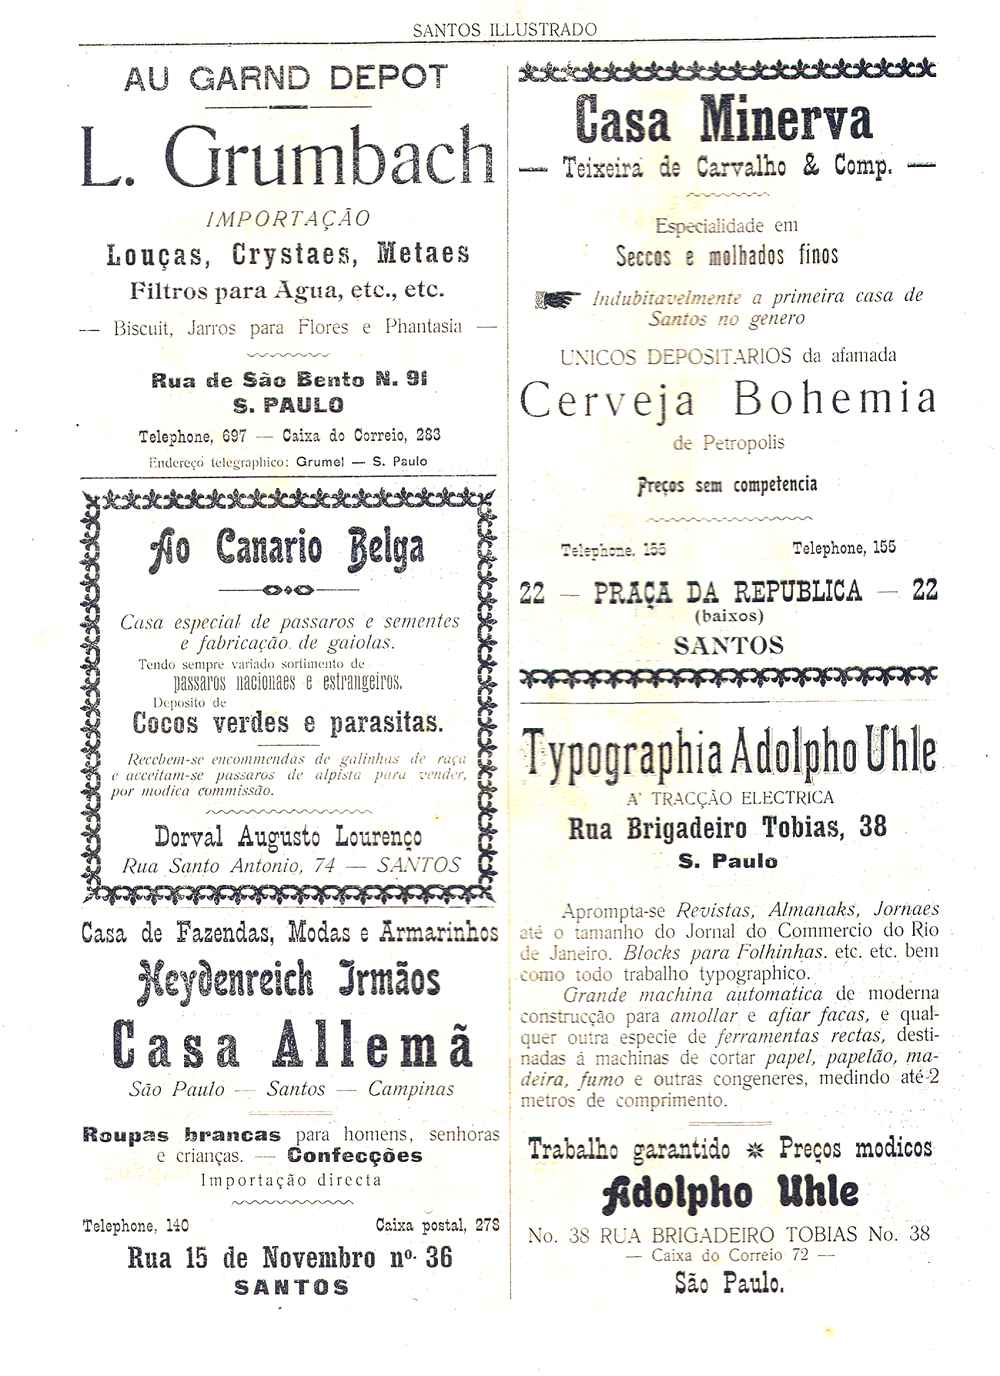 SANTOS ILLUSTRADO
AU GARND DEPOT
L. Grumbach
IMPORTAÇÃO
Louças, Crystaes, Metaes
Filtros para Agua, etc., etc.
— Biscuit, Jarros para Flores e Phantasia —
Rua de São Bento N. 91
S. PAULO
Telephone, 697 — Caixa do Correio, 283
Endereço telegraphico: Grumel — S. Paulo
Ao Canario Belga
Casa especial de passaros e sementes
e fabricação de gaiolas.
Tendo sempre variado sortimento de
passaros nacionaes e estrangeiros.
Deposito de
Cocos verdes e parasitas.
Recebem-se encommendas de galinhas de raça
e acceitam-se passaros de alpista para vender,
por modica commissão.
Dorval Augusto Lourenço
Rua Santo Antonio, 74 — SANTOS
Casa de Fazendas, Modas e Armarinhos
Heydenreich Irmãos
Casa Allemã
São Paulo — Santos — Campinas
Roupas brancas para homens, senhoras
e crianças. — Confecções
Importação directa
Telephone, 140 Caixa postal, 278
Rua 15 de Novembro nº. 36
SANTOS
Casa Minerva
— Teixeira de Carvalho & Comp. —
Especialidade em
Seccos e molhados finos
Indubitavelmente a primeira casa de
Santos no genero
UNICOS DEPOSITARIOS da afamada
Cerveja Bohemia
de Petropolis
Preços sem competencia
Telephone, 155 Telephone, 155
22 — PRAÇA DA REPUBLICA — 22
(baixos)
SANTOS
Typographia Adolpho Uhle
A' TRACÇÃO ELECTRICA
Rua Brigadeiro Tobias, 38
S. Paulo
Aprompta-se Revistas, Almanaks, Jornaes
até o tamanho do Jornal do Commercio do Rio
de Janeiro. Blocks para Folhinhas. etc. etc. bem
como todo trabalho typographico.
Grande machina automatica de moderna
construcção para amollar e afiar facas, e qual-
quer outra especie de ferramentas rectas, desti-
nadas á machinas de cortar papel, papelão, ma-
deira, fumo e outras congeneres, medindo até 2
metros de comprimento.
Trabalho garantido ⁕ Preços modicos
Adolpho Uhle
No. 38 RUA BRIGADEIRO TOBIAS No. 38
— Caixa do Correio 72 —
São Paulo.